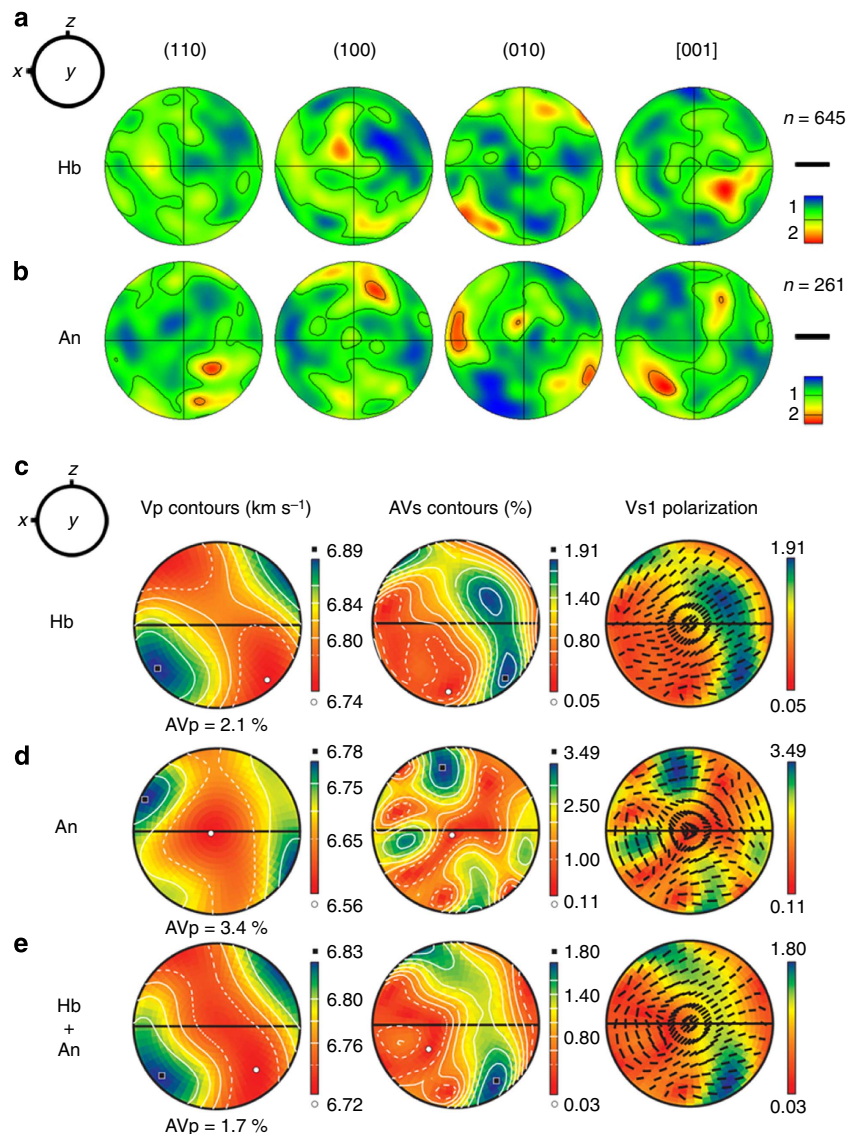 a
z
x
y
(110)
(100)
(010)
[001]
Hb
n = 645
1
2
b
An
n = 261
1
2
c
z
x
y
Vp contours (km s⁻¹)
AVs contours (%)
Vs1 polarization
Hb
6.89
6.84
6.80
6.74
AVp = 2.1 %
1.91
1.40
0.80
0.05
1.91
0.05
d
An
6.78
6.75
6.65
6.56
AVp = 3.4 %
3.49
2.50
1.00
0.11
3.49
0.11
e
Hb
+
An
6.83
6.80
6.76
6.72
AVp = 1.7 %
1.80
1.40
0.80
0.03
1.80
0.03